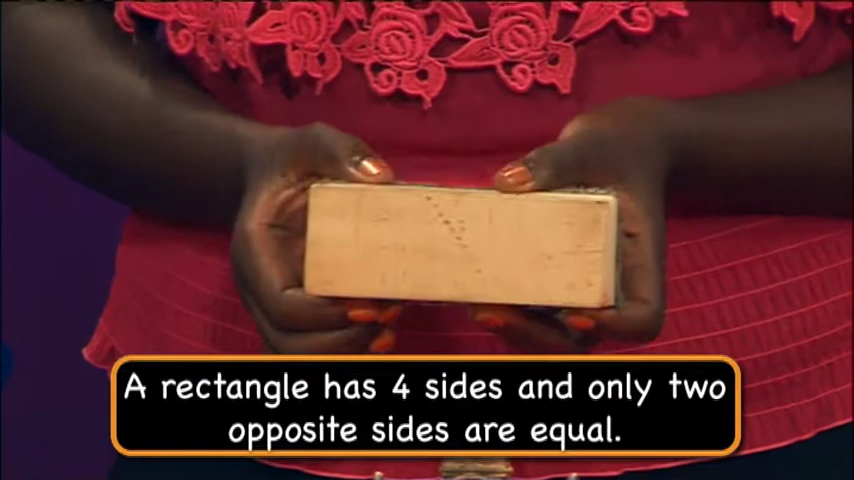 A rectangle has 4 sides and only two
opposite sides are equal.